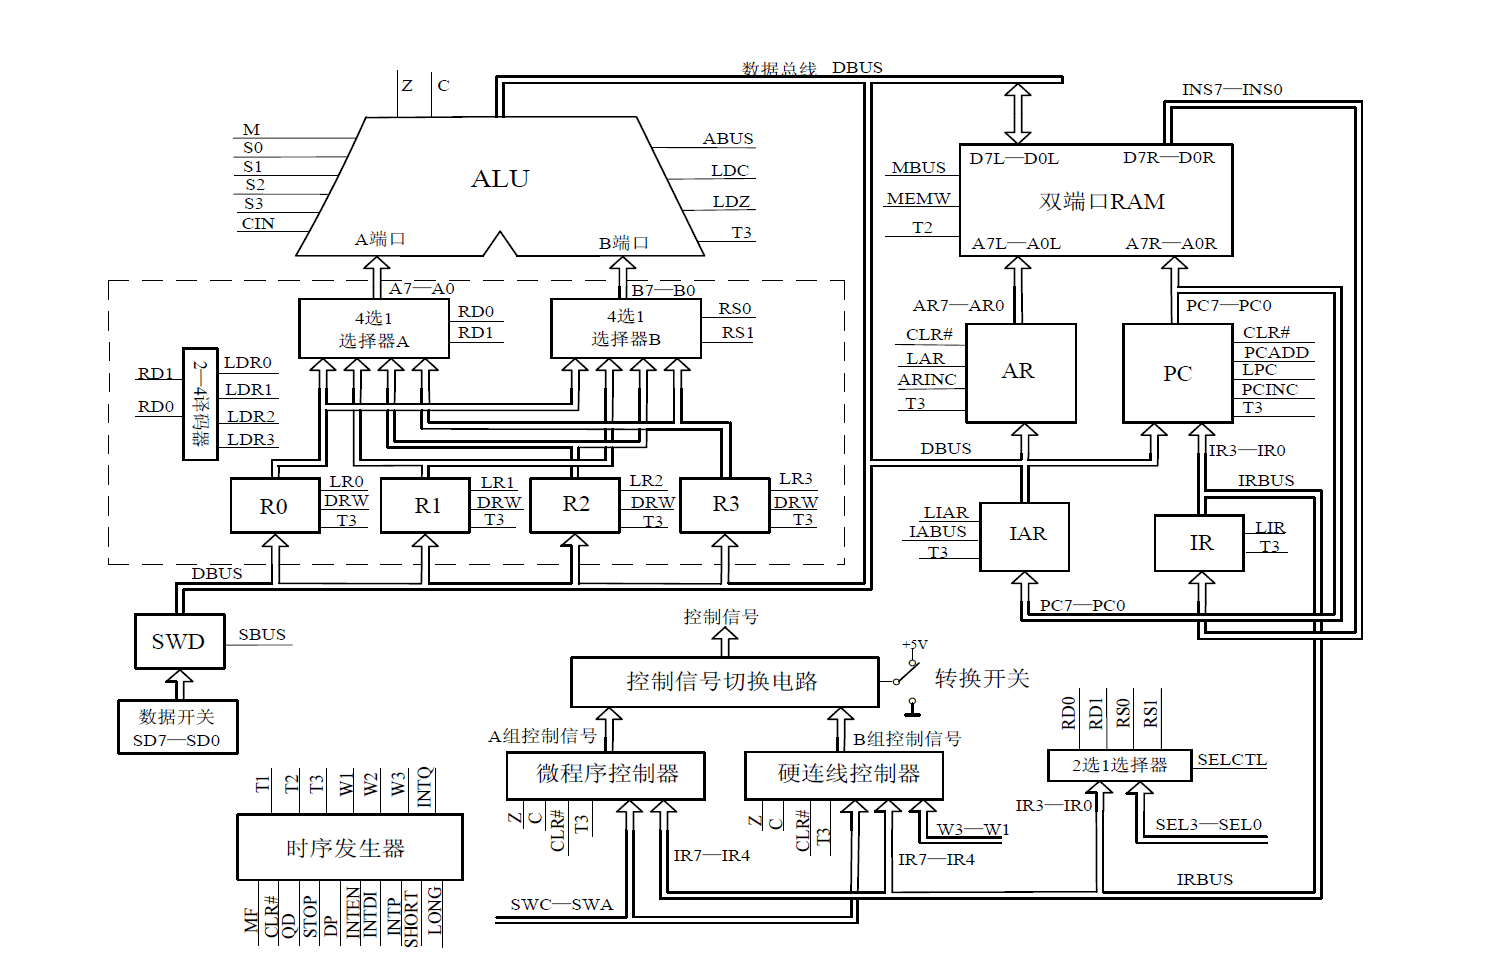 数据总线 DBUS
Z
C
INS7—INS0
M
S0
S1
S2
S3
CIN
ALU
ABUS
LDC
LDZ
T3
A端口
B端口
MBUS
MEMW
T2
D7L—D0L
D7R—D0R
双端口RAM
A7L—A0L
A7R—A0R
A7—A0
B7—B0
4选1
选择器A
RD0
RD1
4选1
选择器B
RS0
RS1
AR7—AR0
PC7—PC0
CLR#
LAR
ARINC
T3
AR
PC
CLR#
PCADD
LPC
PCINC
T3
RD1
RD0
2—4译码器
LDR0
LDR1
LDR2
LDR3
DBUS
IR3—IR0
IRBUS
R0
LR0
DRW
T3
R1
LR1
DRW
T3
R2
LR2
DRW
T3
R3
LR3
DRW
T3
LIAR
IABUS
T3
IAR
IR
LIR
T3
DBUS
PC7—PC0
SWD
SBUS
控制信号
+5V
控制信号切换电路
转换开关
数据开关
SD7—SD0
A组控制信号
B组控制信号
微程序控制器
硬连线控制器
RD0
RD1
RS0
RS1
2选1选择器
SELCTL
T1
T2
T3
W1
W2
W3
INTQ
时序发生器
Z
C
CLR#
T3
Z
C
CLR#
T3
W3—W1
IR3—IR0
SEL3—SEL0
IR7—IR4
IR7—IR4
IRBUS
SWC—SWA
MF
CLR#
QD
STOP
DP
INTEN
INTDI
INTP
SHORT
LONG